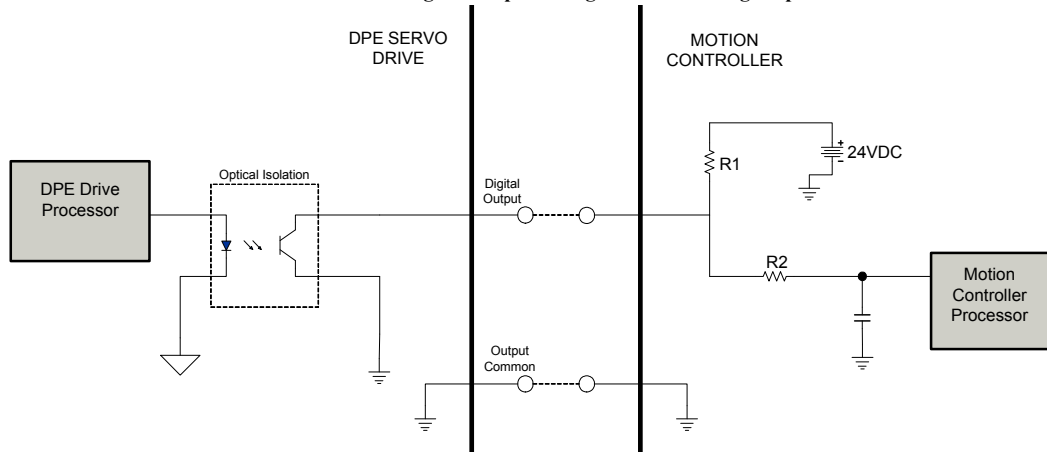 DPE SERVO
DRIVE
MOTION
CONTROLLER
R1
24VDC
Optical Isolation
DPE Drive
Processor
Digital
Output
R2
Motion
Controller
Processor
Output
Common